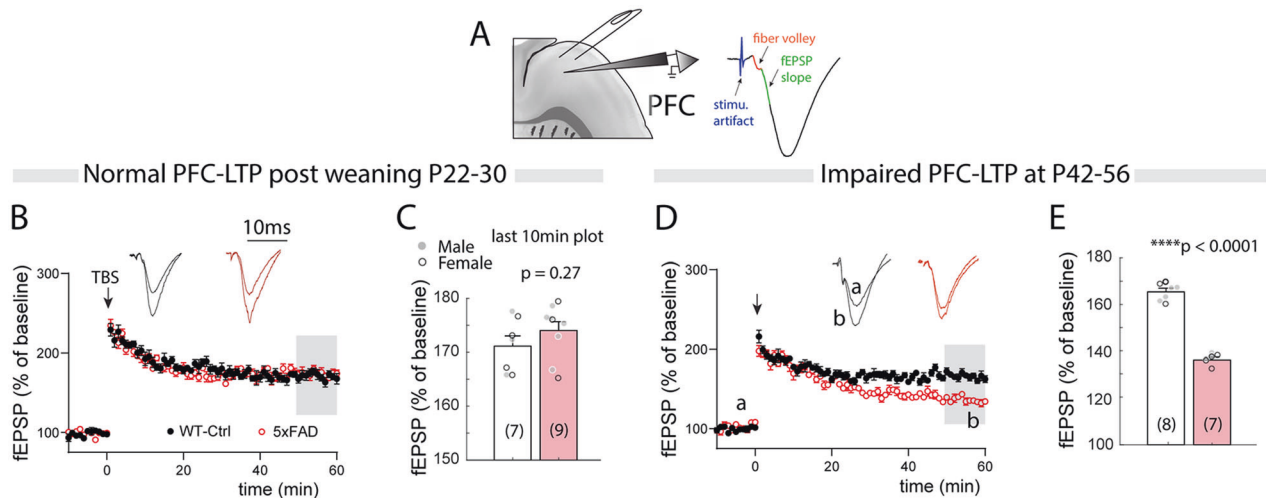 A
PFC
fiber volley
fEPSP
slope
stimu.
artifact
Normal PFC-LTP post weaning P22-30
Impaired PFC-LTP at P42-56
B
10ms
TBS
fEPSP (% of baseline)
300
200
100
WT-Ctrl
5xFAD
0
20
40
60
time (min)
C
last 10min plot
Male
Female
p = 0.27
fEPSP (% of baseline)
180
170
160
150
(7)
(9)
D
a
b
fEPSP (% of baseline)
300
200
100
a
b
0
20
40
60
time (min)
E
****p < 0.0001
fEPSP (% of baseline)
180
160
140
120
100
(8)
(7)